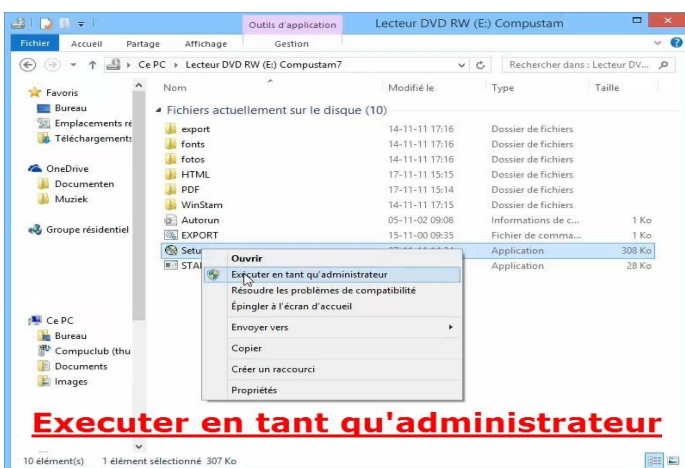 Outils d'application
Lecteur DVD RW (E:) Compustam
Fichier Accueil Partage Affichage Gestion
Ce PC Lecteur DVD RW (E:) Compustam7
Rechercher dans : Lecteur DV...
Favoris
Bureau
Emplacements ré
Téléchargements
OneDrive
Documenten
Muziek
Groupe résidentiel
Ce PC
Bureau
Compuclub (thu
Documents
Images
Nom Modifié le Type Taille
Fichiers actuellement sur le disque (10)
export 14-11-11 17:16 Dossier de fichiers
fonts 14-11-11 17:16 Dossier de fichiers
fotos 14-11-11 17:16 Dossier de fichiers
HTML 17-11-11 15:15 Dossier de fichiers
PDF 17-11-11 15:14 Dossier de fichiers
WinStam 14-11-11 17:15 Dossier de fichiers
Autorun 05-11-02 09:08 Informations de c... 1 Ko
EXPORT 15-11-00 09:35 Fichier de comma... 1 Ko
Setu Application 308 Ko
STA Application 28 Ko
Ouvrir
Exécuter en tant qu'administrateur
Résoudre les problèmes de compatibilité
Épingler à l'écran d'accueil
Envoyer vers
Copier
Créer un raccourci
Propriétés
Executer en tant qu'administrateur
10 élément(s) 1 élément sélectionné 307 Ko